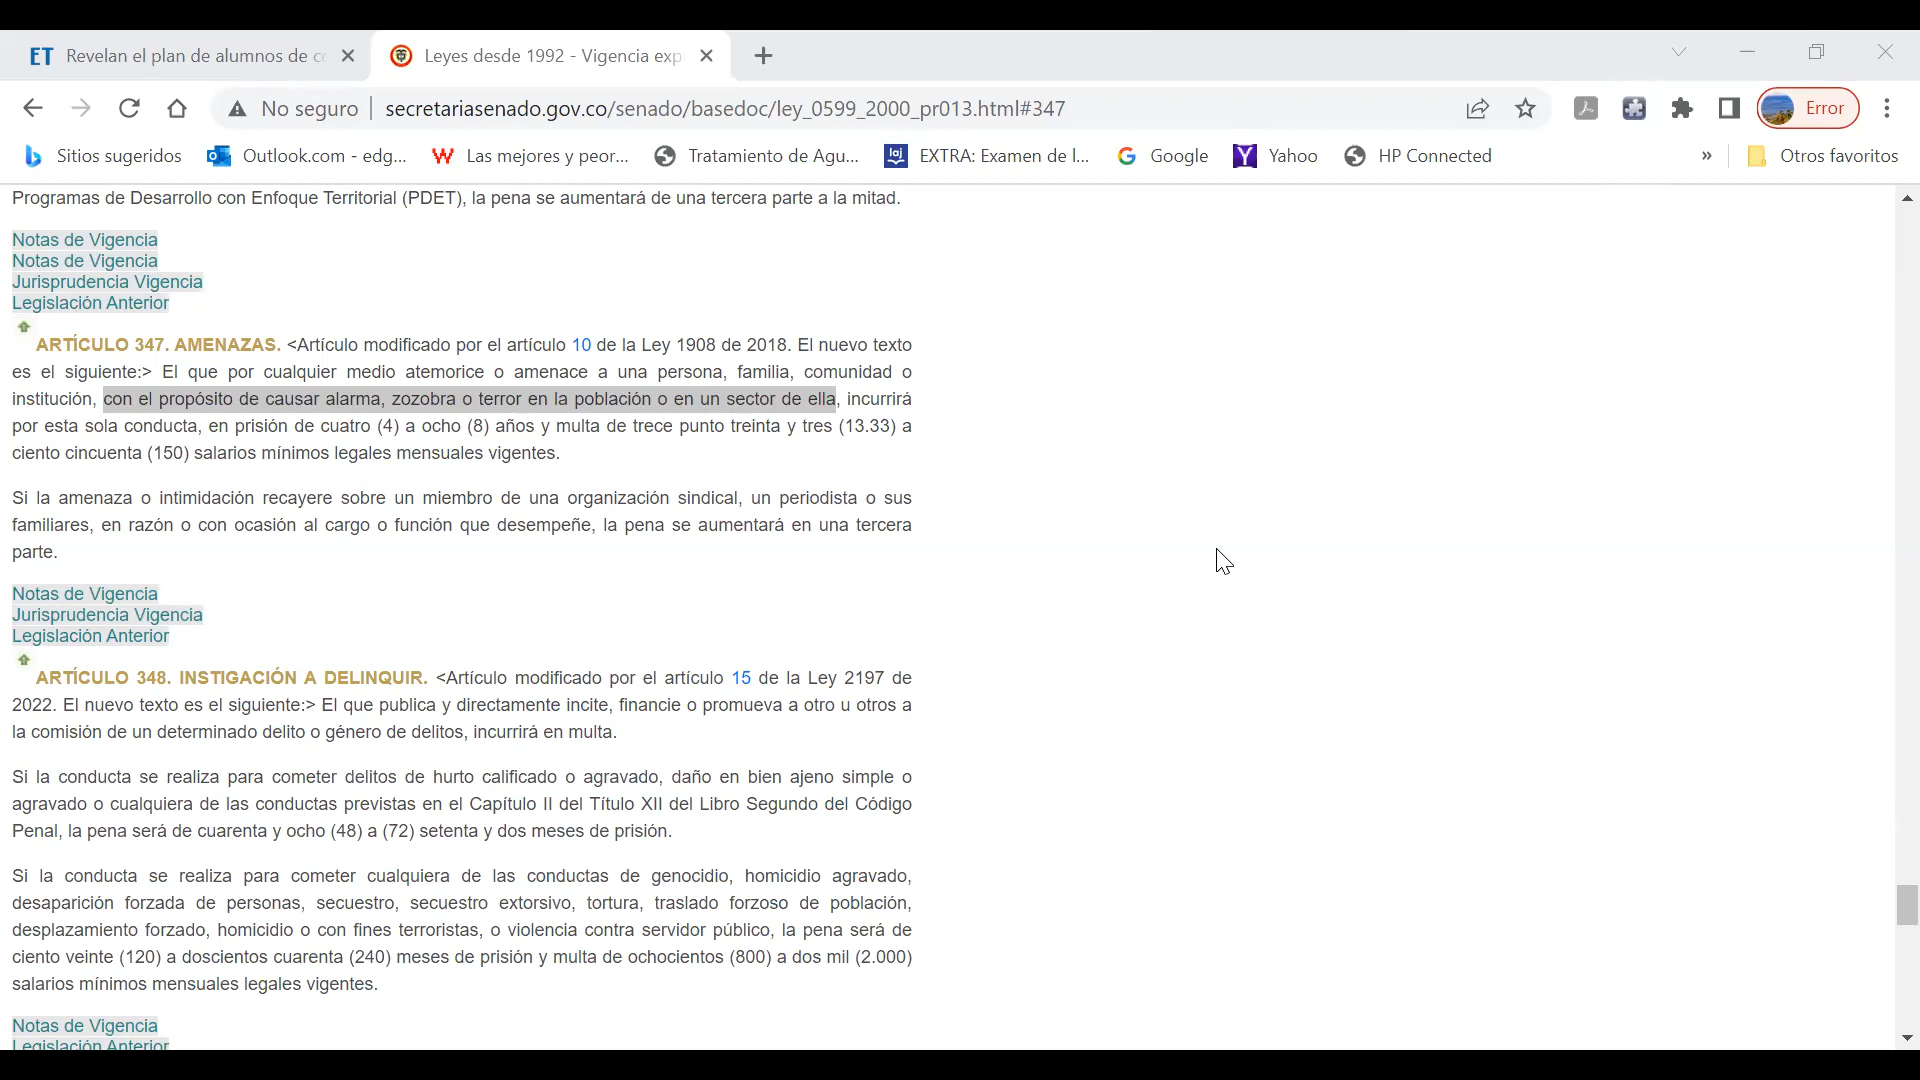 ET Revelan el plan de alumnos de c
Leyes desde 1992 - Vigencia exp
No seguro
secretariasenado.gov.co/senado/basedoc/ley_0599_2000_pr013.html#347
Error
Sitios sugeridos
Outlook.com - edg...
Las mejores y peor...
Tratamiento de Agu...
laj
EXTRA: Examen de l...
Google
Yahoo
HP Connected
»
Otros favoritos
Programas de Desarrollo con Enfoque Territorial (PDET), la pena se aumentará de una tercera parte a la mitad.
Notas de Vigencia
Notas de Vigencia
Jurisprudencia Vigencia
Legislación Anterior
ARTÍCULO 347. AMENAZAS. <Artículo modificado por el artículo 10 de la Ley 1908 de 2018. El nuevo texto
es el siguiente:> El que por cualquier medio atemorice o amenace a una persona, familia, comunidad o
institución, con el propósito de causar alarma, zozobra o terror en la población o en un sector de ella, incurrirá
por esta sola conducta, en prisión de cuatro (4) a ocho (8) años y multa de trece punto treinta y tres (13.33) a
ciento cincuenta (150) salarios mínimos legales mensuales vigentes.
Si la amenaza o intimidación recayere sobre un miembro de una organización sindical, un periodista o sus
familiares, en razón o con ocasión al cargo o función que desempeñe, la pena se aumentará en una tercera
parte.
Notas de Vigencia
Jurisprudencia Vigencia
Legislación Anterior
ARTÍCULO 348. INSTIGACIÓN A DELINQUIR. <Artículo modificado por el artículo 15 de la Ley 2197 de
2022. El nuevo texto es el siguiente:> El que publica y directamente incite, financie o promueva a otro u otros a
la comisión de un determinado delito o género de delitos, incurrirá en multa.
Si la conducta se realiza para cometer delitos de hurto calificado o agravado, daño en bien ajeno simple o
agravado o cualquiera de las conductas previstas en el Capítulo II del Título XII del Libro Segundo del Código
Penal, la pena será de cuarenta y ocho (48) a (72) setenta y dos meses de prisión.
Si la conducta se realiza para cometer cualquiera de las conductas de genocidio, homicidio agravado,
desaparición forzada de personas, secuestro, secuestro extorsivo, tortura, traslado forzoso de población,
desplazamiento forzado, homicidio o con fines terroristas, o violencia contra servidor público, la pena será de
ciento veinte (120) a doscientos cuarenta (240) meses de prisión y multa de ochocientos (800) a dos mil (2.000)
salarios mínimos mensuales legales vigentes.
Notas de Vigencia
Legislación Anterior